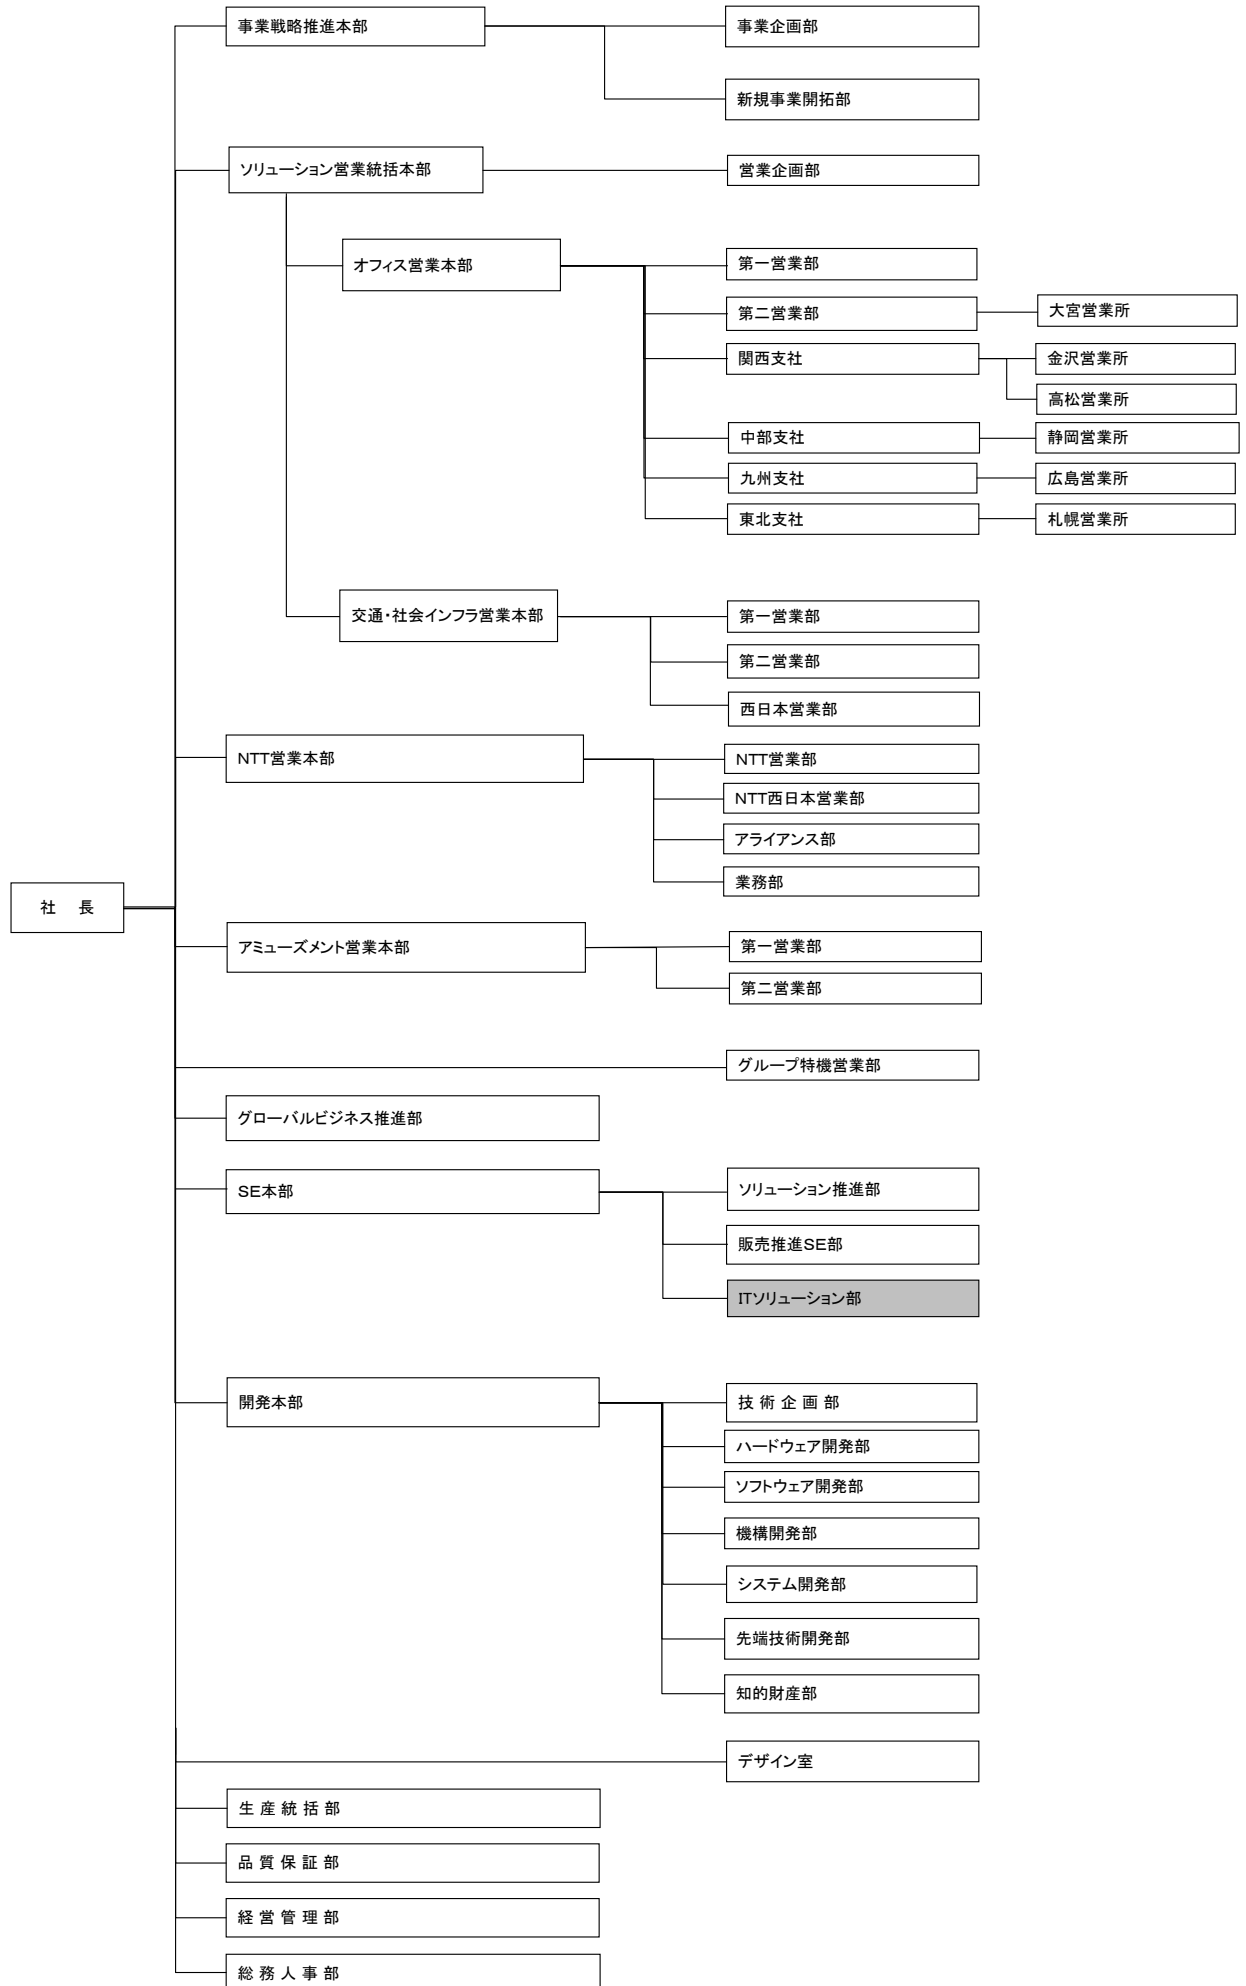 事業戦略推進本部
事業企画部
新規事業開拓部
ソリューション営業統括本部
営業企画部
オフィス営業本部
第一営業部
第二営業部
大宮営業所
関西支社
金沢営業所
高松営業所
中部支社
静岡営業所
九州支社
広島営業所
東北支社
札幌営業所
交通・社会インフラ営業本部
第一営業部
第二営業部
西日本営業部
NTT営業本部
NTT営業部
NTT西日本営業部
アライアンス部
業務部
社 長
アミューズメント営業本部
第一営業部
第二営業部
グループ特機営業部
グローバルビジネス推進部
SE本部
ソリューション推進部
販売推進SE部
ITソリューション部
開発本部
技 術 企 画 部
ハードウェア開発部
ソフトウェア開発部
機構開発部
システム開発部
先端技術開発部
知的財産部
デザイン室
生 産 統 括 部
品 質 保 証 部
経 営 管 理 部
総 務 人 事 部